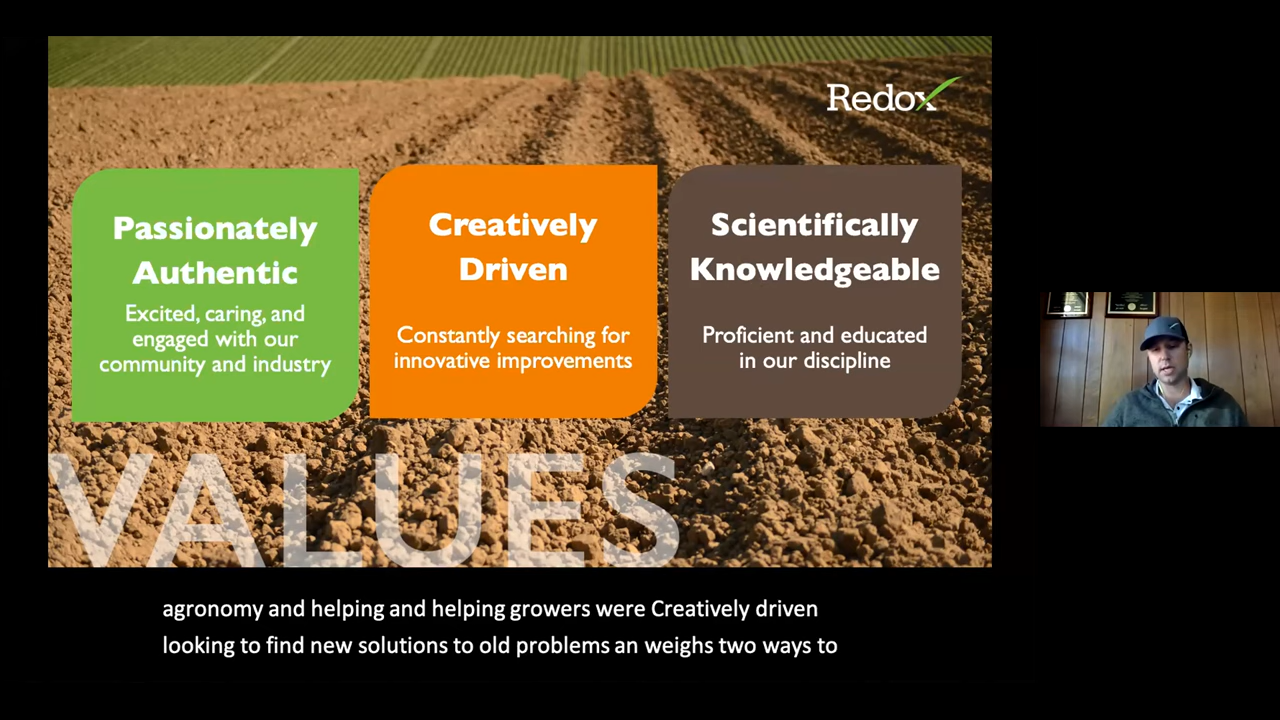 Redox
Passionately
Authentic
Excited, caring, and
engaged with our
community and industry
Creatively
Driven
Constantly searching for
innovative improvements
Scientifically
Knowledgeable
Proficient and educated
in our discipline
VALUES
agronomy and helping and helping growers were Creatively driven
looking to find new solutions to old problems an weighs two ways to